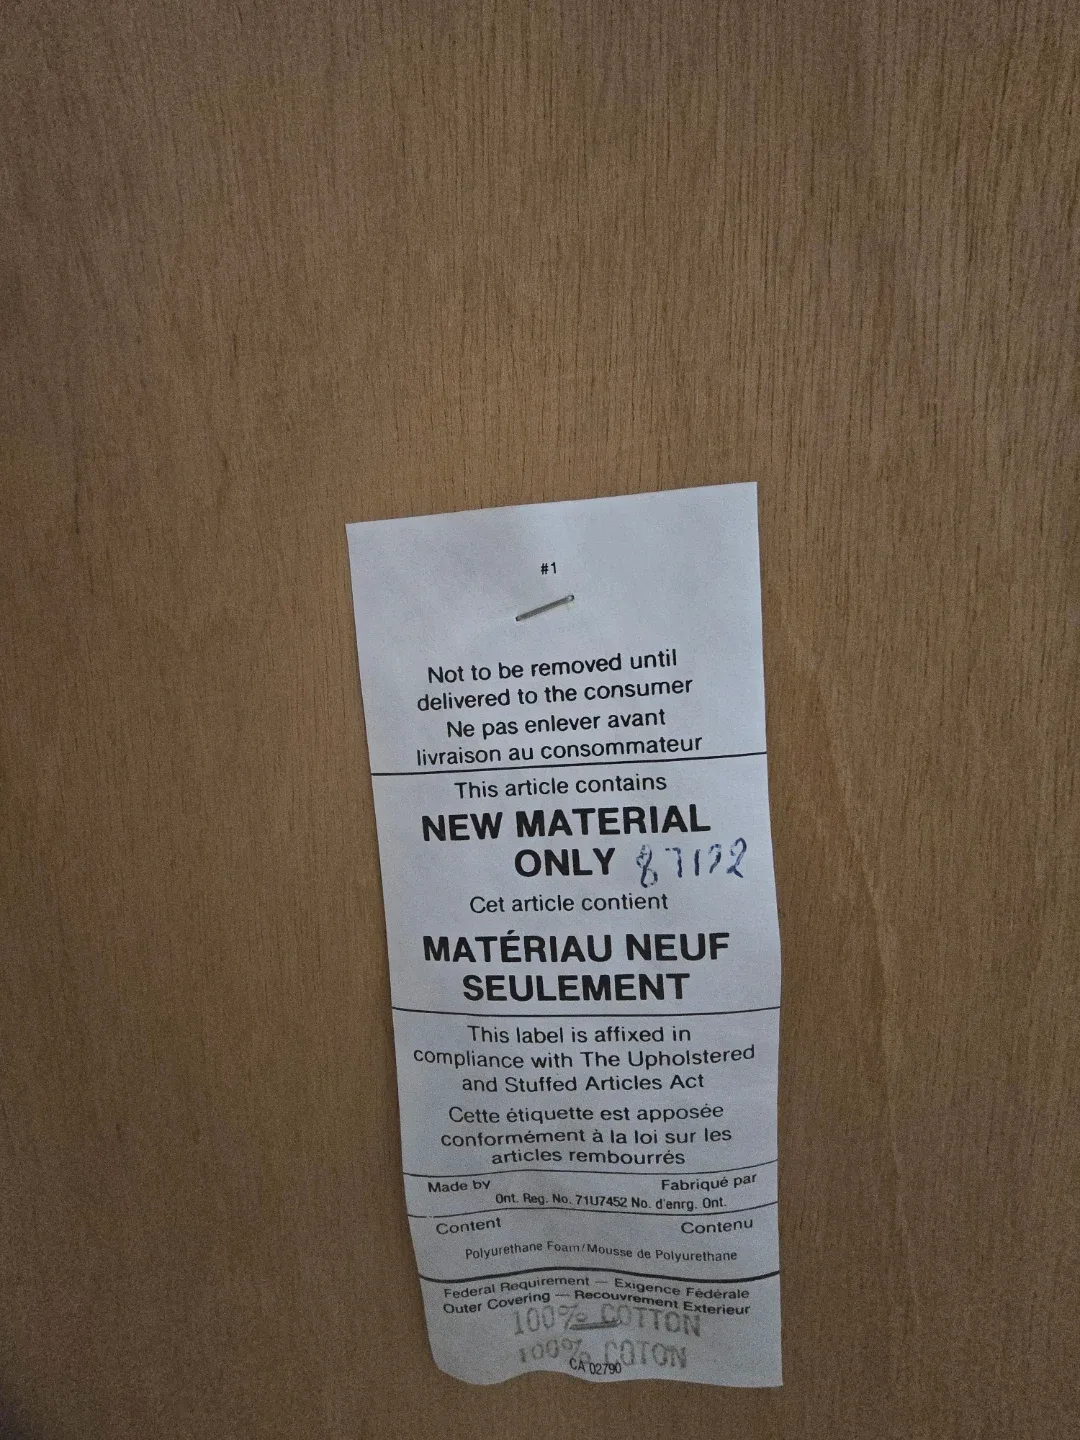 #1
Not to be removed until
delivered to the consumer
Ne pas enlever avant
livraison au consommateur
This article contains
NEW MATERIAL
ONLY 87122
Cet article contient
MATÉRIAU NEUF
SEULEMENT
This label is affixed in
compliance with The Upholstered
and Stuffed Articles Act
Cette étiquette est apposée
conformément à la loi sur les
articles rembourrés
Made by Fabriqué par
Ont. Reg. No. 71U7452 No. d'enrg. Ont.
Content Contenu
Polyurethane Foam/Mousse de Polyurethane
Federal Requirement — Exigence Fédérale
Outer Covering — Recouvrement Exterieur
100% COTTON
100% COTON
CA 02790